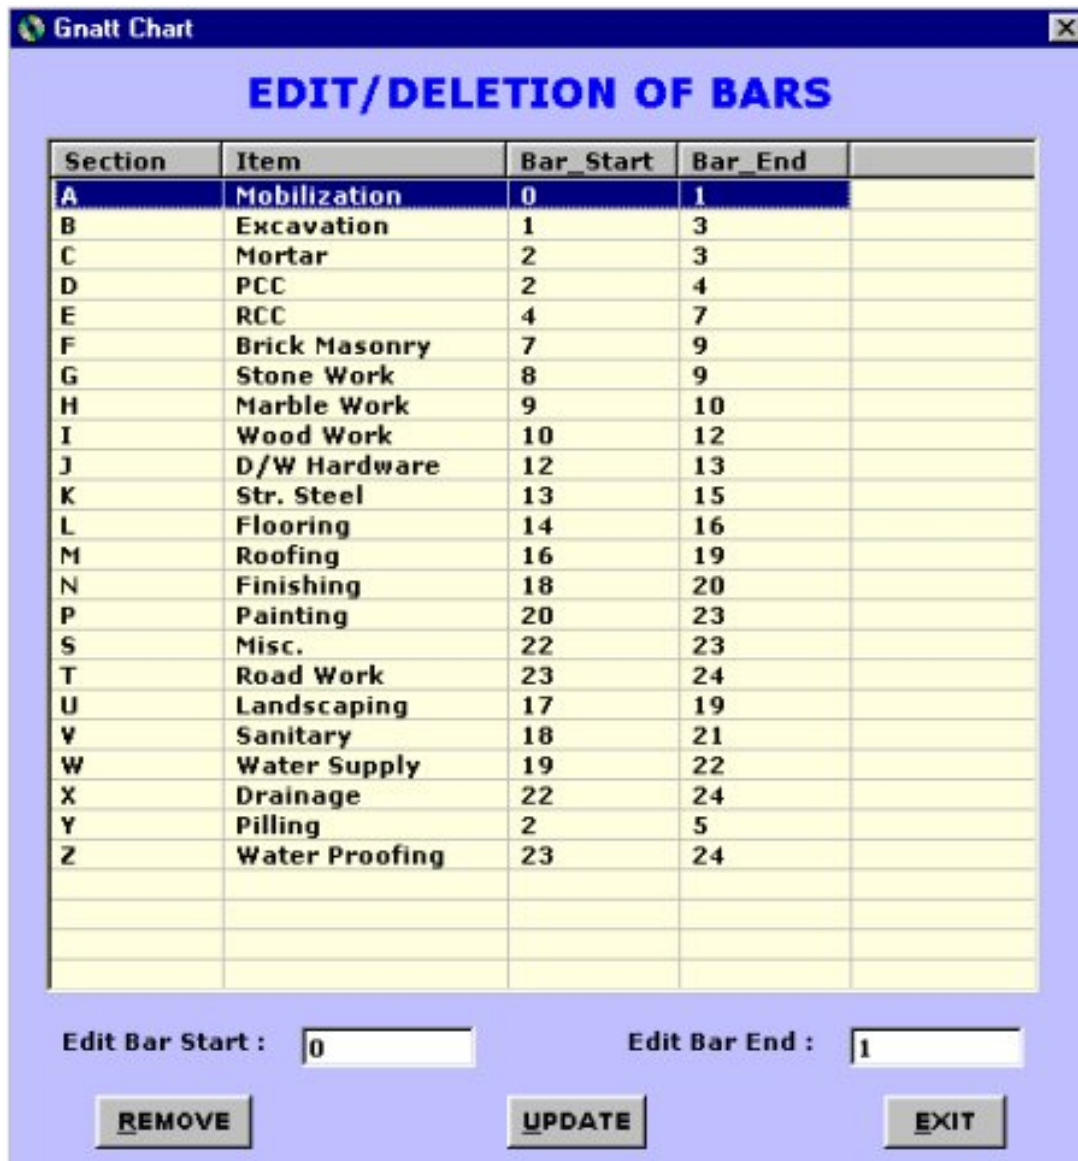 Gnatt Chart
EDIT/DELETION OF BARS
Section Item Bar_Start Bar_End
A Mobilization 0 1
B Excavation 1 3
C Mortar 2 3
D PCC 2 4
E RCC 4 7
F Brick Masonry 7 9
G Stone Work 8 9
H Marble Work 9 10
I Wood Work 10 12
J D/W Hardware 12 13
K Str. Steel 13 15
L Flooring 14 16
M Roofing 16 19
N Finishing 18 20
P Painting 20 23
S Misc. 22 23
T Road Work 23 24
U Landscaping 17 19
V Sanitary 18 21
W Water Supply 19 22
X Drainage 22 24
Y Pilling 2 5
Z Water Proofing 23 24
Edit Bar Start : 0 Edit Bar End : 1
REMOVE UPDATE EXIT